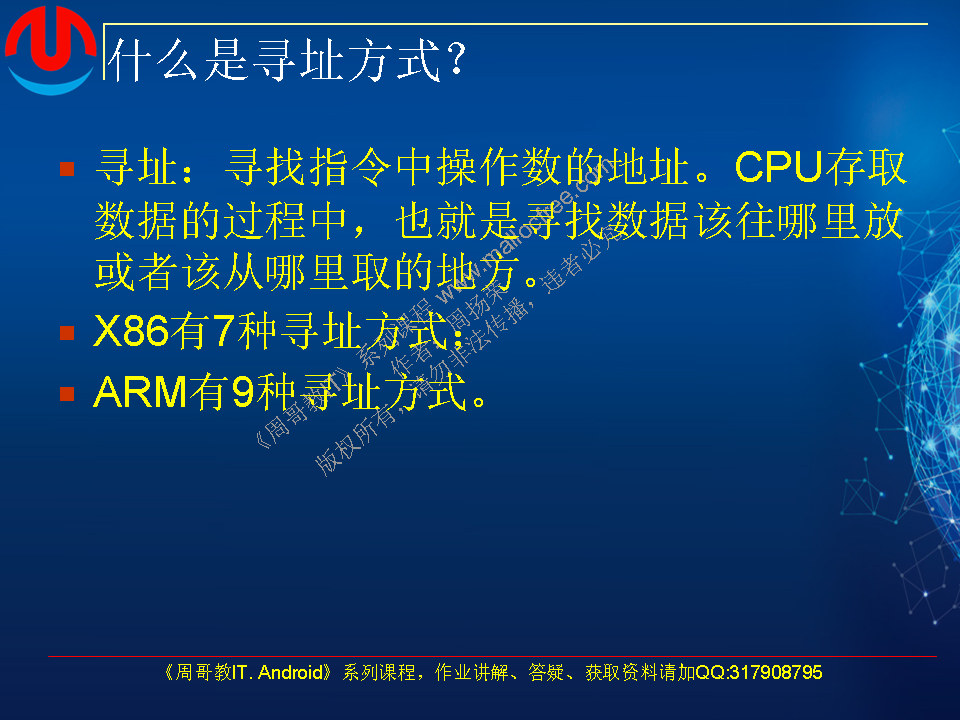 什么是寻址方式？
寻址：寻找指令中操作数的地址。CPU存取
数据的过程中，也就是寻找数据该往哪里放
或者该从哪里取的地方。
X86有7种寻址方式；
ARM有9种寻址方式。
《周哥教IT》系列课程 www.maliaotree.com
作者：周扬荣
版权所有，请勿非法传播，违者必究
《周哥教IT. Android》系列课程，作业讲解、答疑、获取资料请加QQ:317908795